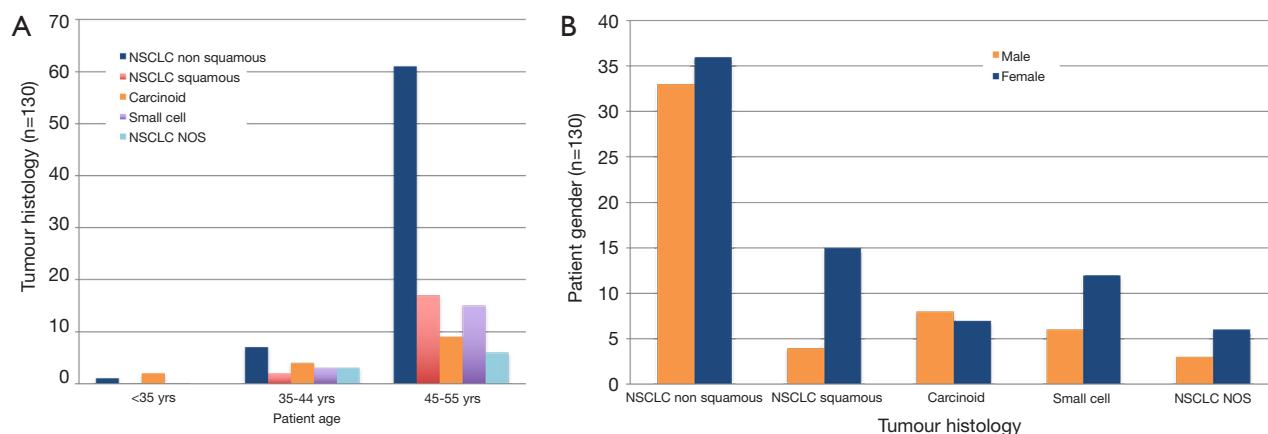 A
Tumour histology (n=130)
70
60
50
40
30
20
10
0
NSCLC non squamous
NSCLC squamous
Carcinoid
Small cell
NSCLC NOS
<35 yrs
35-44 yrs
45-55 yrs
Patient age
B
Patient gender (n=130)
40
35
30
25
20
15
10
5
0
Male
Female
NSCLC non squamous
NSCLC squamous
Carcinoid
Small cell
NSCLC NOS
Tumour histology